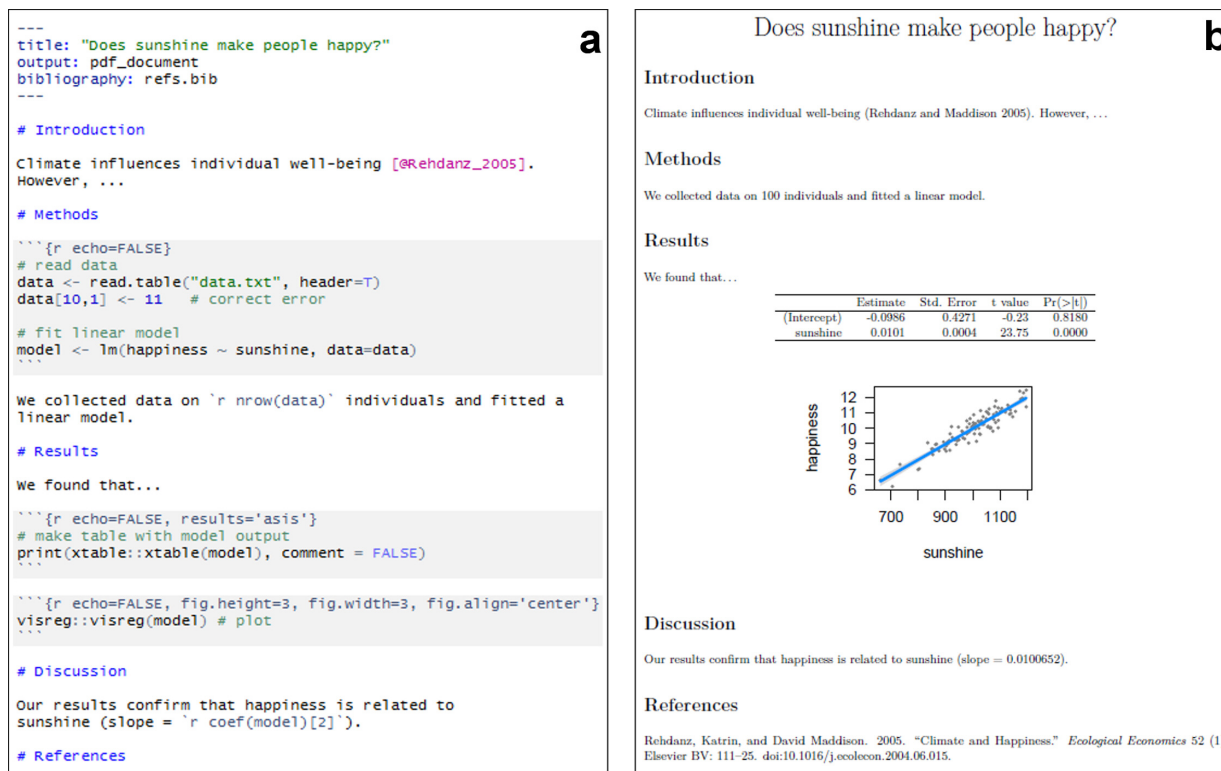 a
---
title: "Does sunshine make people happy?"
output: pdf_document
bibliography: refs.bib
---
# Introduction
Climate influences individual well-being [@Rehdanz_2005].
However, ...
# Methods
```{r echo=FALSE}
# read data
data <- read.table("data.txt", header=T)
data[10,1] <- 11   # correct error
# fit linear model
model <- lm(happiness ~ sunshine, data=data)
```
We collected data on `r nrow(data)` individuals and fitted a
linear model.
# Results
We found that...
```{r echo=FALSE, results='asis'}
# make table with model output
print(xtable::xtable(model), comment = FALSE)
```
```{r echo=FALSE, fig.height=3, fig.width=3, fig.align='center'}
visreg::visreg(model) # plot
```
# Discussion
Our results confirm that happiness is related to
sunshine (slope = `r coef(model)[2]`).
# References
b
Does sunshine make people happy?
Introduction
Climate influences individual well-being (Rehdanz and Maddison 2005). However, …
Methods
We collected data on 100 individuals and fitted a linear model.
Results
We found that…
Estimate Std. Error t value Pr(>|t|)
(Intercept) -0.0986 0.4271 -0.23 0.8180
sunshine 0.0101 0.0004 23.75 0.0000
happiness
12
11
10
9
8
7
6
700 900 1100
sunshine
Discussion
Our results confirm that happiness is related to sunshine (slope = 0.0100652).
References
Rehdanz, Katrin, and David Maddison. 2005. “Climate and Happiness.” Ecological Economics 52 (1
Elsevier BV: 111–25. doi:10.1016/j.ecolecon.2004.06.015.